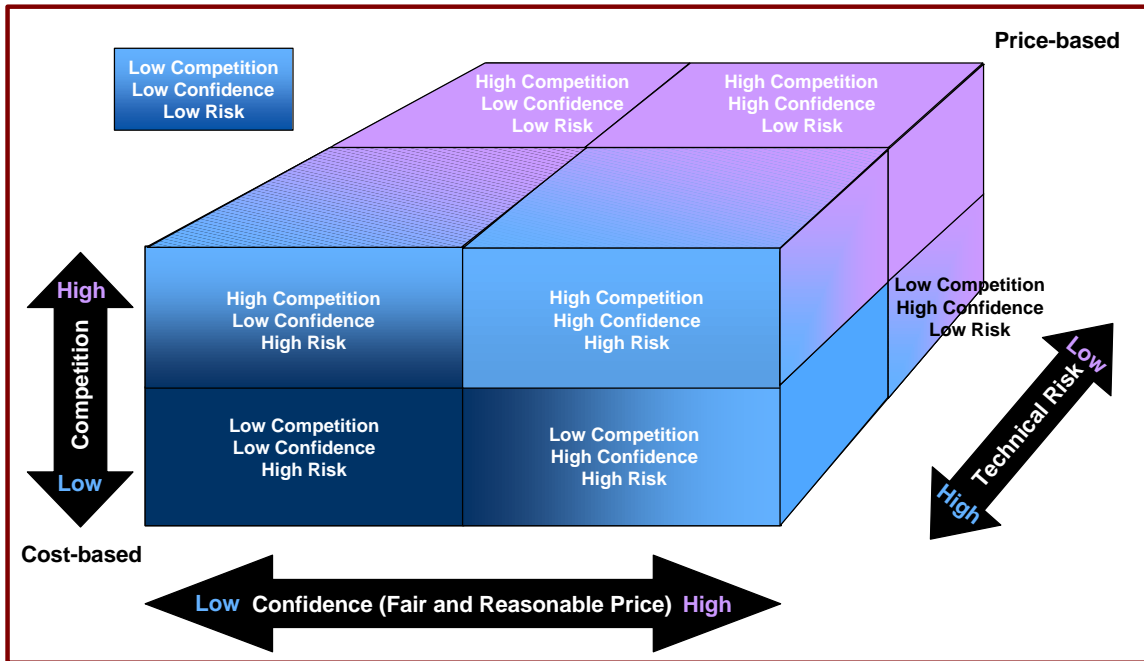 Price-based
Low Competition
Low Confidence
Low Risk
High Competition
Low Confidence
Low Risk
High Competition
High Confidence
Low Risk
High
Competition
Low
High Competition
Low Confidence
High Risk
High Competition
High Confidence
High Risk
Low Competition
High Confidence
Low Risk
Low Competition
Low Confidence
High Risk
Low Competition
High Confidence
High Risk
Low
Technical Risk
High
Cost-based
Low Confidence (Fair and Reasonable Price) High